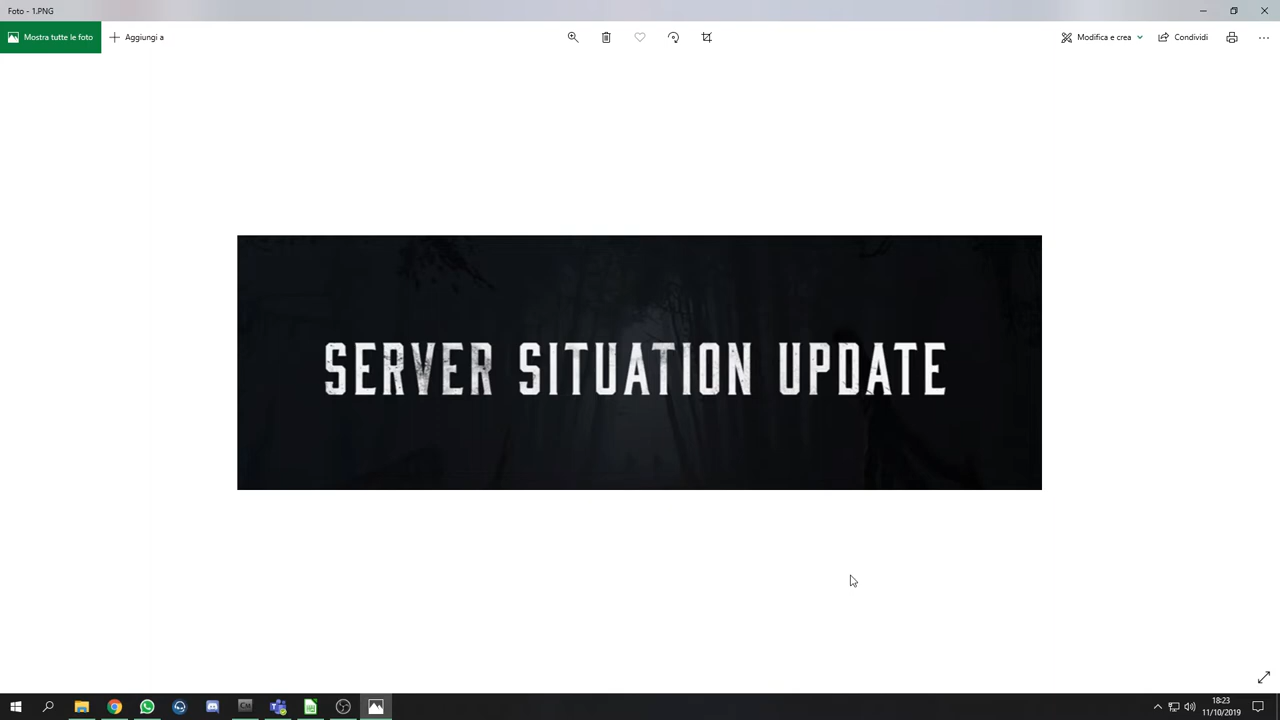 Foto - 1.PNG
Mostra tutte le foto
Aggiungi a
Modifica e crea
Condividi
SERVER SITUATION UPDATE
CM
18:23
11/10/2019